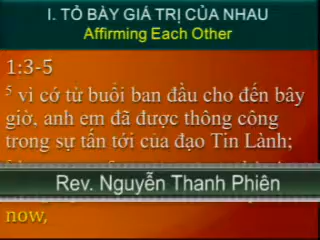 I. TỎ BÀY GIÁ TRỊ CỦA NHAU
Affirming Each Other
1:3-5
5 vì cớ từ buổi ban đầu cho đến bây
giờ, anh em đã được thông công
trong sự tấn tới của đạo Tin Lành;
Rev. Nguyễn Thanh Phiên
now,